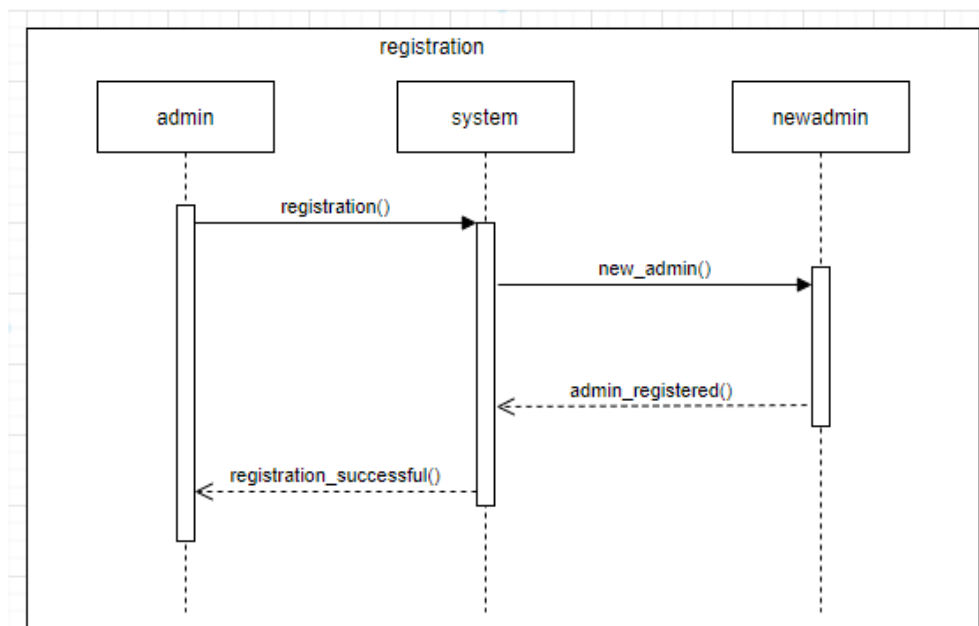 registration
admin
system
newadmin
registration()
new_admin()
admin_registered()
registration_successful()